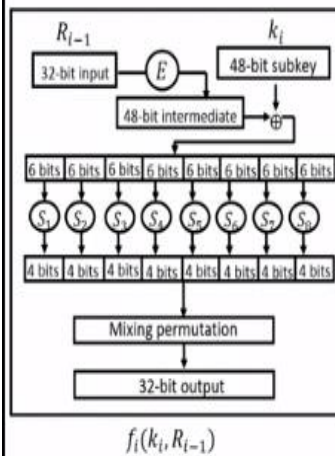 R_{i-1} k_i
32-bit input E 48-bit subkey
48-bit intermediate ⊕
6 bits 6 bits 6 bits 6 bits 6 bits 6 bits 6 bits 6 bits
S_1 S_2 S_3 S_4 S_5 S_6 S_7 S_8
4 bits 4 bits 4 bits 4 bits 4 bits 4 bits 4 bits 4 bits
Mixing permutation
32-bit output
f_i(k_i, R_{i-1})